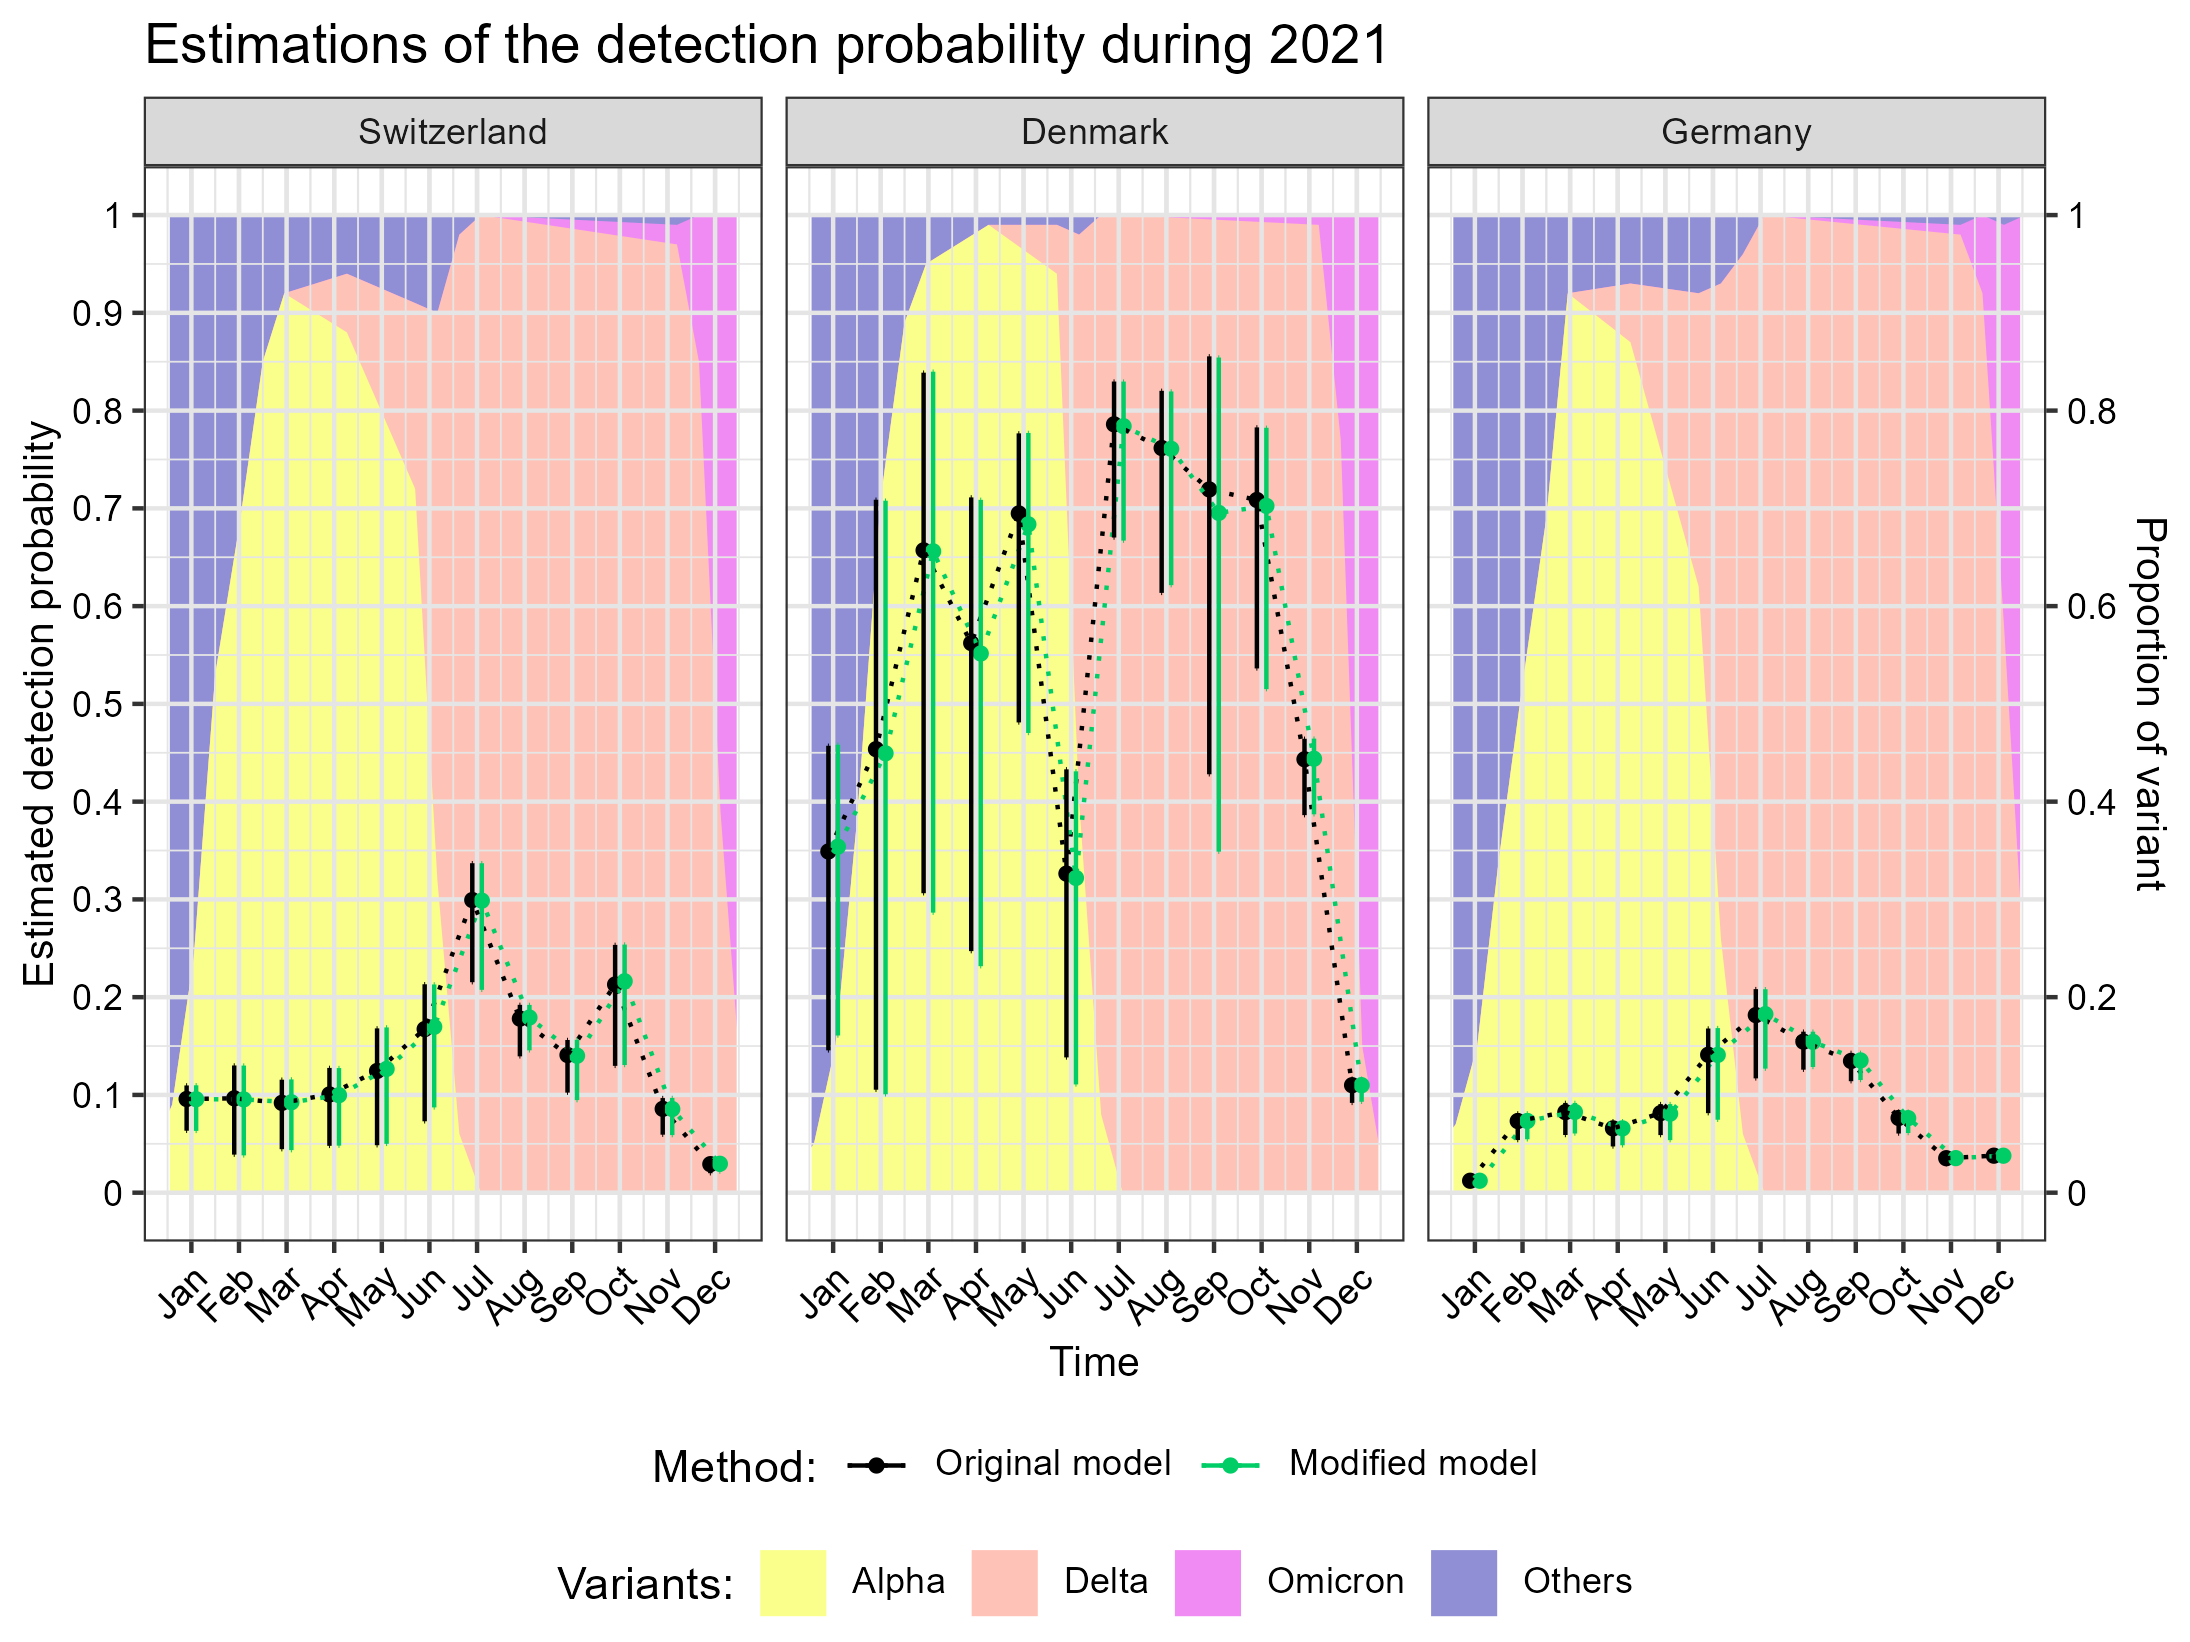 Estimations of the detection probability during 2021
Switzerland
Denmark
Germany
Estimated detection probability
1
0.9
0.8
0.7
0.6
0.5
0.4
0.3
0.2
0.1
0
1
0.8
0.6
0.4
0.2
0
Proportion of variant
Jan Feb Mar Apr May Jun Jul Aug Sep Oct Nov Dec
Jan Feb Mar Apr May Jun Jul Aug Sep Oct Nov Dec
Jan Feb Mar Apr May Jun Jul Aug Sep Oct Nov Dec
Time
Method: Original model Modified model
Variants: Alpha Delta Omicron Others